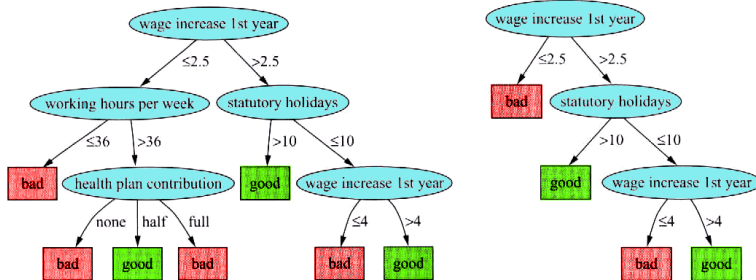 wage increase 1st year
≤2.5 >2.5
working hours per week statutory holidays
≤36 >36 >10 ≤10
bad health plan contribution good wage increase 1st year
none half full ≤4 >4
bad good bad bad good
wage increase 1st year
≤2.5 >2.5
bad statutory holidays
>10 ≤10
good wage increase 1st year
≤4 >4
bad good